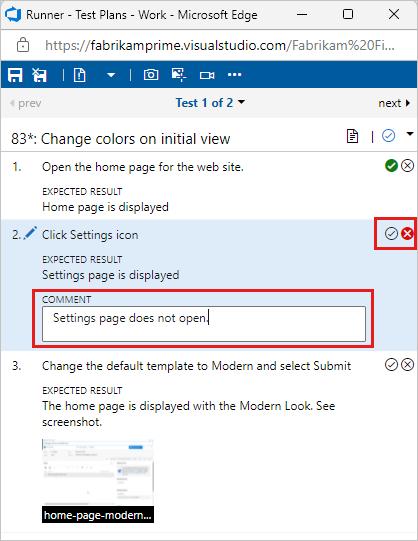 Runner - Test Plans - Work - Microsoft Edge
https://fabrikamprime.visualstudio.com/Fabrikam%20Fi...
prev
Test 1 of 2
next
83*: Change colors on initial view
1. Open the home page for the web site.
EXPECTED RESULT
Home page is displayed
2. Click Settings icon
EXPECTED RESULT
Settings page is displayed
COMMENT
Settings page does not open.
3. Change the default template to Modern and select Submit
EXPECTED RESULT
The home page is displayed with the Modern Look. See
screenshot.
home-page-modern...